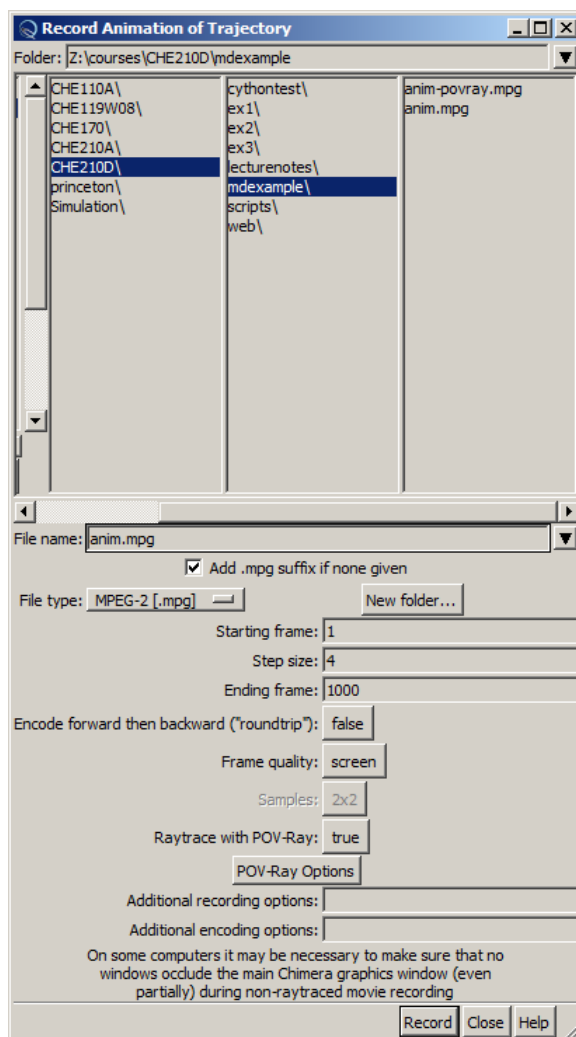 Record Animation of Trajectory
Folder: Z:\courses\CHE210D\mdexample
CHE110A\
CHE119W08\
CHE170\
CHE210A\
CHE210D\
princeton\
Simulation\
cythontest\
ex1\
ex2\
ex3\
lecturenotes\
mdexample\
scripts\
web\
anim-povray.mpg
anim.mpg
File name: anim.mpg
Add .mpg suffix if none given
File type: MPEG-2 [.mpg] New folder...
Starting frame: 1
Step size: 4
Ending frame: 1000
Encode forward then backward ("roundtrip"): false
Frame quality: screen
Samples: 2x2
Raytrace with POV-Ray: true
POV-Ray Options
Additional recording options:
Additional encoding options:
On some computers it may be necessary to make sure that no
windows occlude the main Chimera graphics window (even
partially) during non-raytraced movie recording
Record Close Help